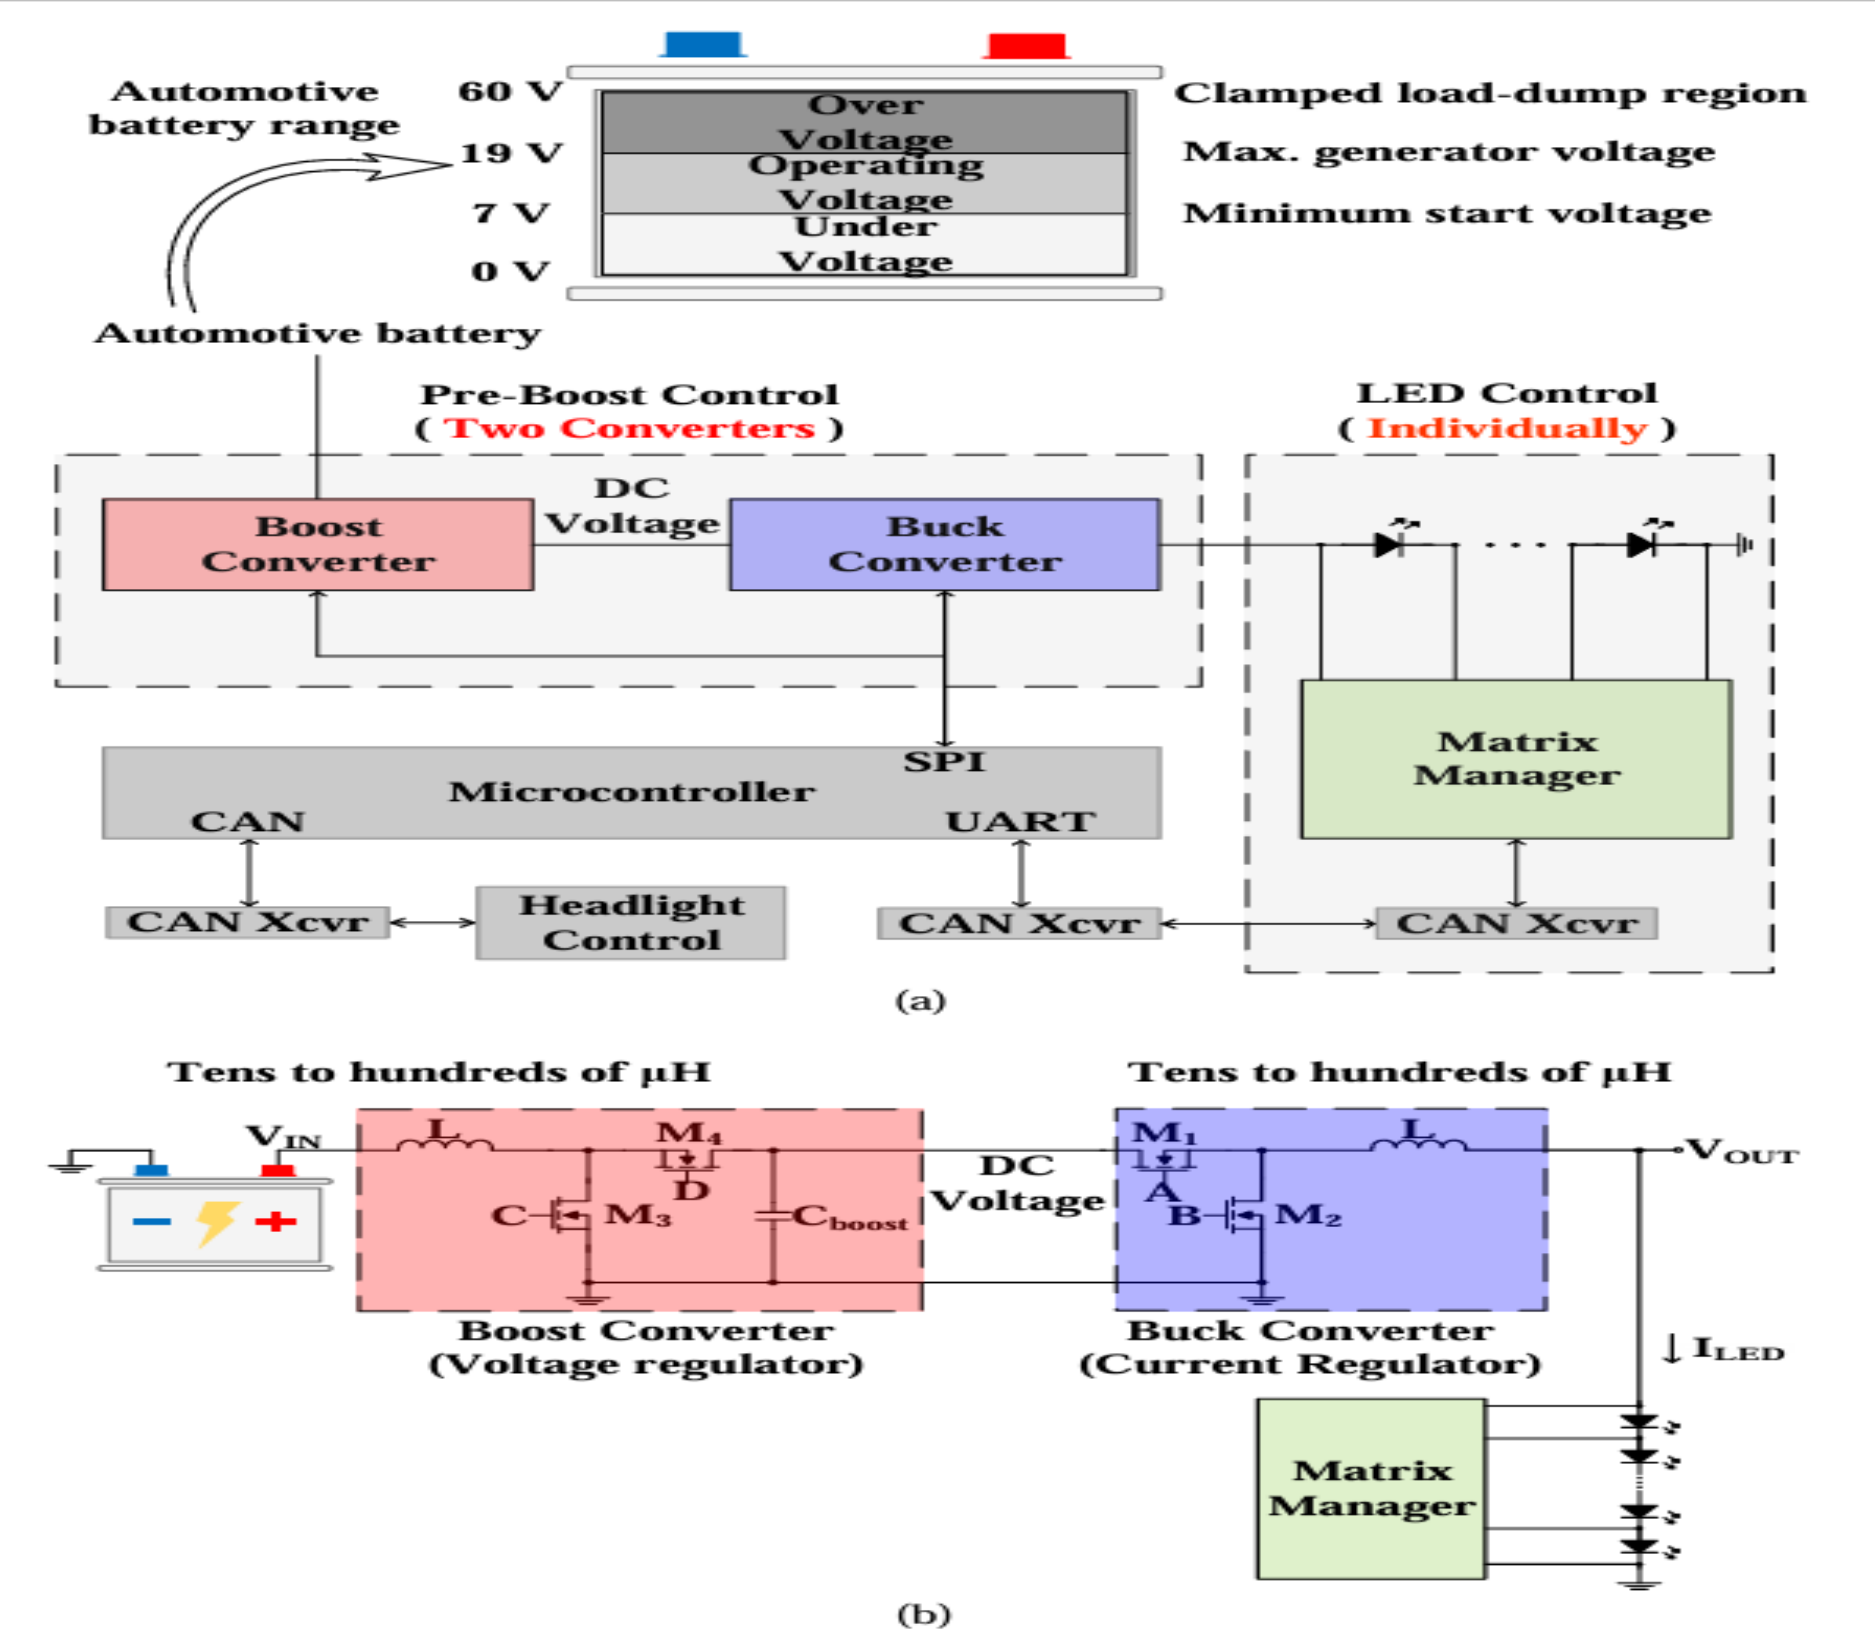 Automotive
battery range
60 V
19 V
7 V
0 V
Over
Voltage
Operating
Voltage
Under
Voltage
Clamped load-dump region
Max. generator voltage
Minimum start voltage
Automotive battery
Pre-Boost Control
( Two Converters )
LED Control
( Individually )
Boost
Converter
DC
Voltage
Buck
Converter
Matrix
Manager
SPI
Microcontroller
CAN
UART
CAN Xcvr
Headlight
Control
CAN Xcvr
CAN Xcvr
(a)
Tens to hundreds of μH
Tens to hundreds of μH
VIN
L
M4
D
C
M3
Cboost
DC
Voltage
M1
A
B
M2
L
VOUT
Boost Converter
(Voltage regulator)
Buck Converter
(Current Regulator)
ILED
Matrix
Manager
(b)